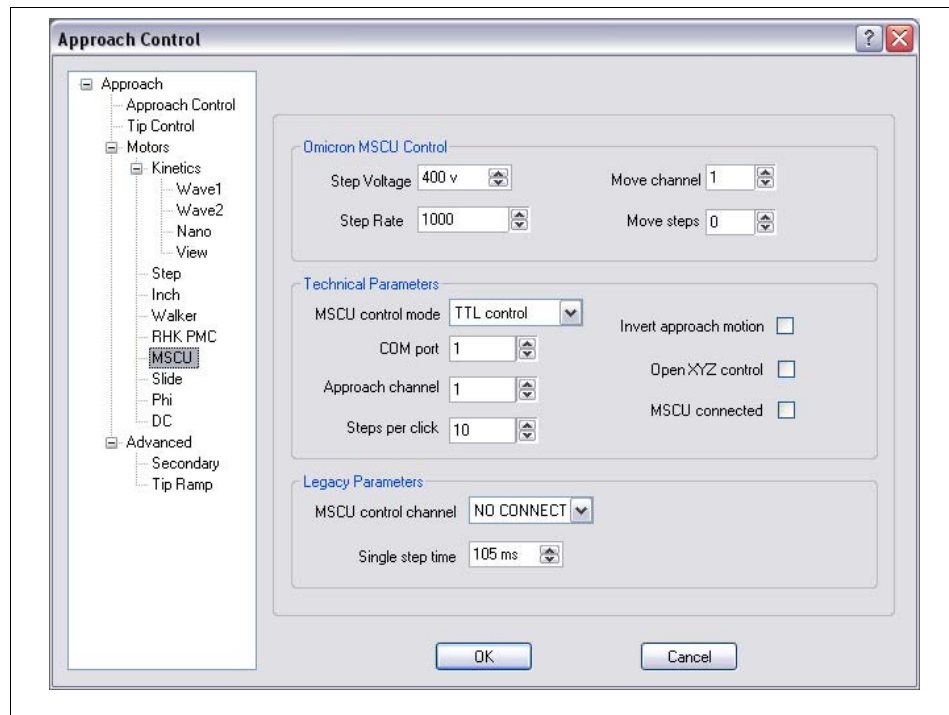 Approach Control
Approach
Approach Control
Tip Control
Motors
Kinetics
Wave1
Wave2
Nano
View
Step
Inch
Walker
RHK PMC
MSCU
Slide
Phi
DC
Advanced
Secondary
Tip Ramp
Omicron MSCU Control
Step Voltage 400 v Move channel 1
Step Rate 1000 Move steps 0
Technical Parameters
MSCU control mode TTL control
COM port 1
Approach channel 1
Steps per click 10
Invert approach motion
Open XYZ control
MSCU connected
Legacy Parameters
MSCU control channel NO CONNECT
Single step time 105 ms
OK Cancel